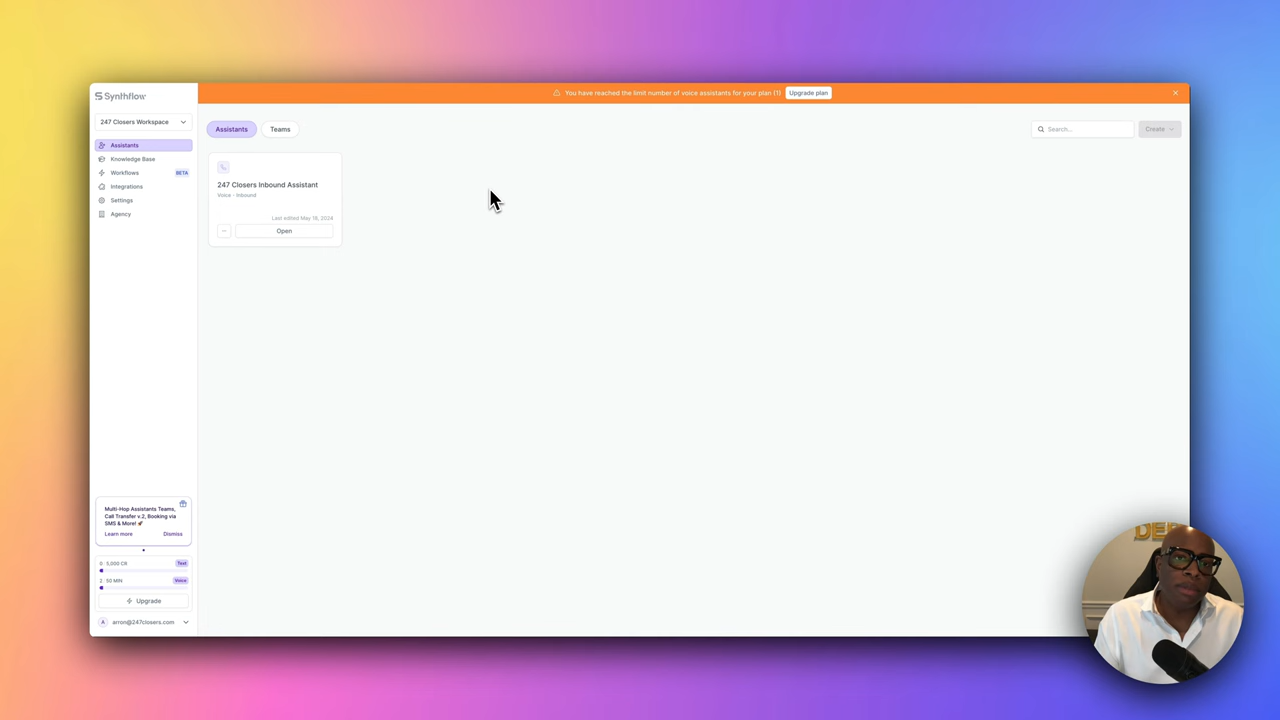 Synthflow
247 Closers Workspace
Assistants
Knowledge Base
Workflows
BETA
Integrations
Settings
Agency
Multi-Hop Assistants Teams,
Call Transfer v.2, Booking via
SMS & More! 🚀
Learn more
Dismiss
0 : 5,000 CR
Text
2 : 50 MIN
Voice
Upgrade
A
arron@247closers.com
You have reached the limit number of voice assistants for your plan (1)
Upgrade plan
Assistants
Teams
Search...
Create
247 Closers Inbound Assistant
Voice - Inbound
Last edited May 18, 2024
Open